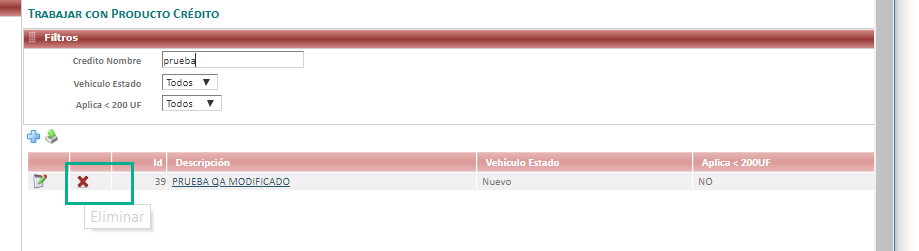 TRABAJAR CON PRODUCTO CRÉDITO
Filtros
Credito Nombre prueba
Vehiculo Estado Todos
Aplica < 200 UF Todos
Id Descripción Vehículo Estado Aplica < 200UF
39 PRUEBA QA MODIFICADO Nuevo NO
Eliminar